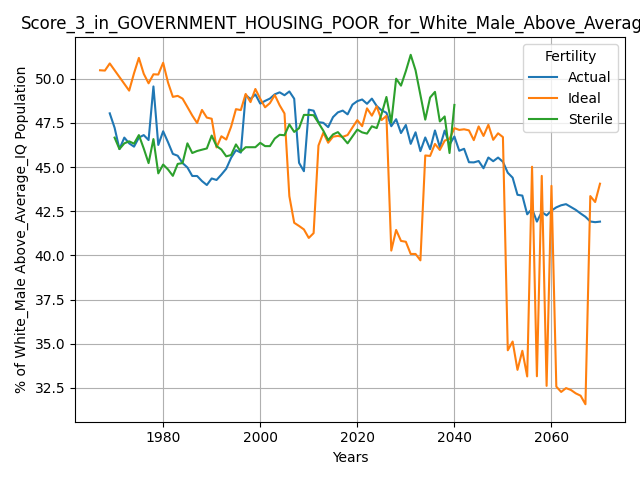 Score_3_in_GOVERNMENT_HOUSING_POOR_for_White_Male_Above_Averag
% of White_Male Above_Average_IQ Population
50.0
47.5
45.0
42.5
40.0
37.5
35.0
32.5
Fertility
Actual
Ideal
Sterile
1980
2000
2020
2040
2060
Years